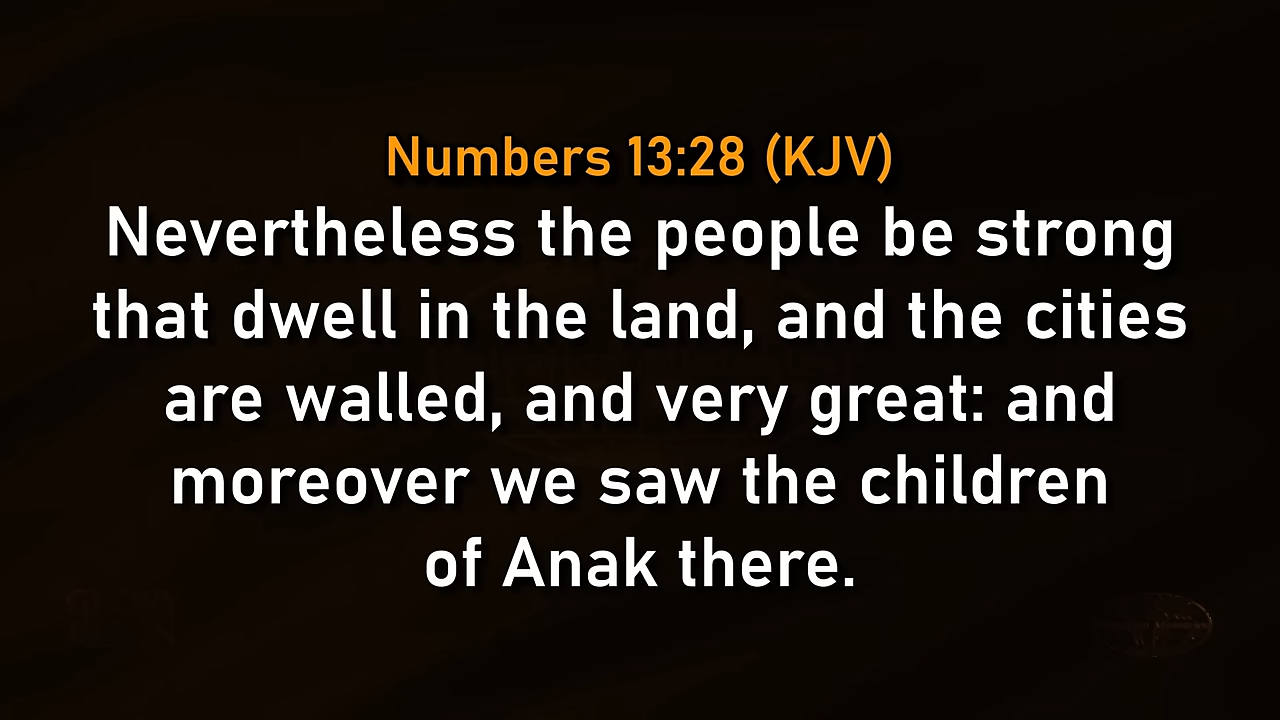 Numbers 13:28 (KJV)
Nevertheless the people be strong
that dwell in the land, and the cities
are walled, and very great: and
moreover we saw the children
of Anak there.